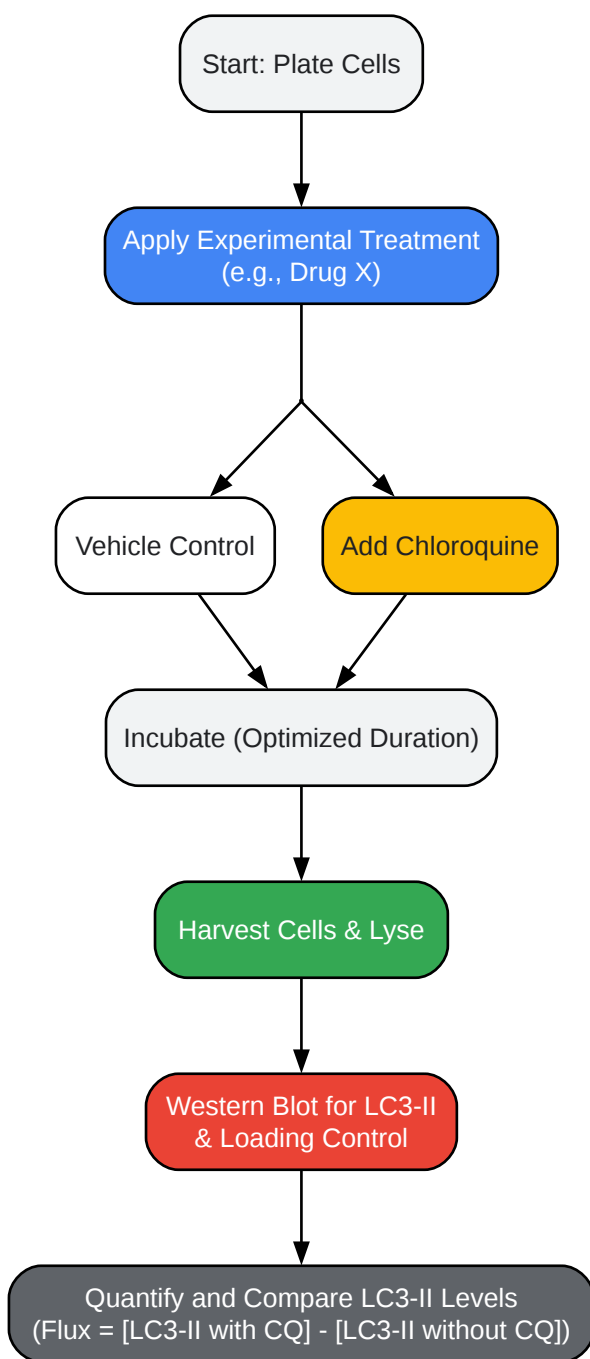 Start: Plate Cells
Apply Experimental Treatment
(e.g., Drug X)
Vehicle Control
Add Chloroquine
Incubate (Optimized Duration)
Harvest Cells & Lyse
Western Blot for LC3-II
& Loading Control
Quantify and Compare LC3-II Levels
(Flux = [LC3-II with CQ] - [LC3-II without CQ])